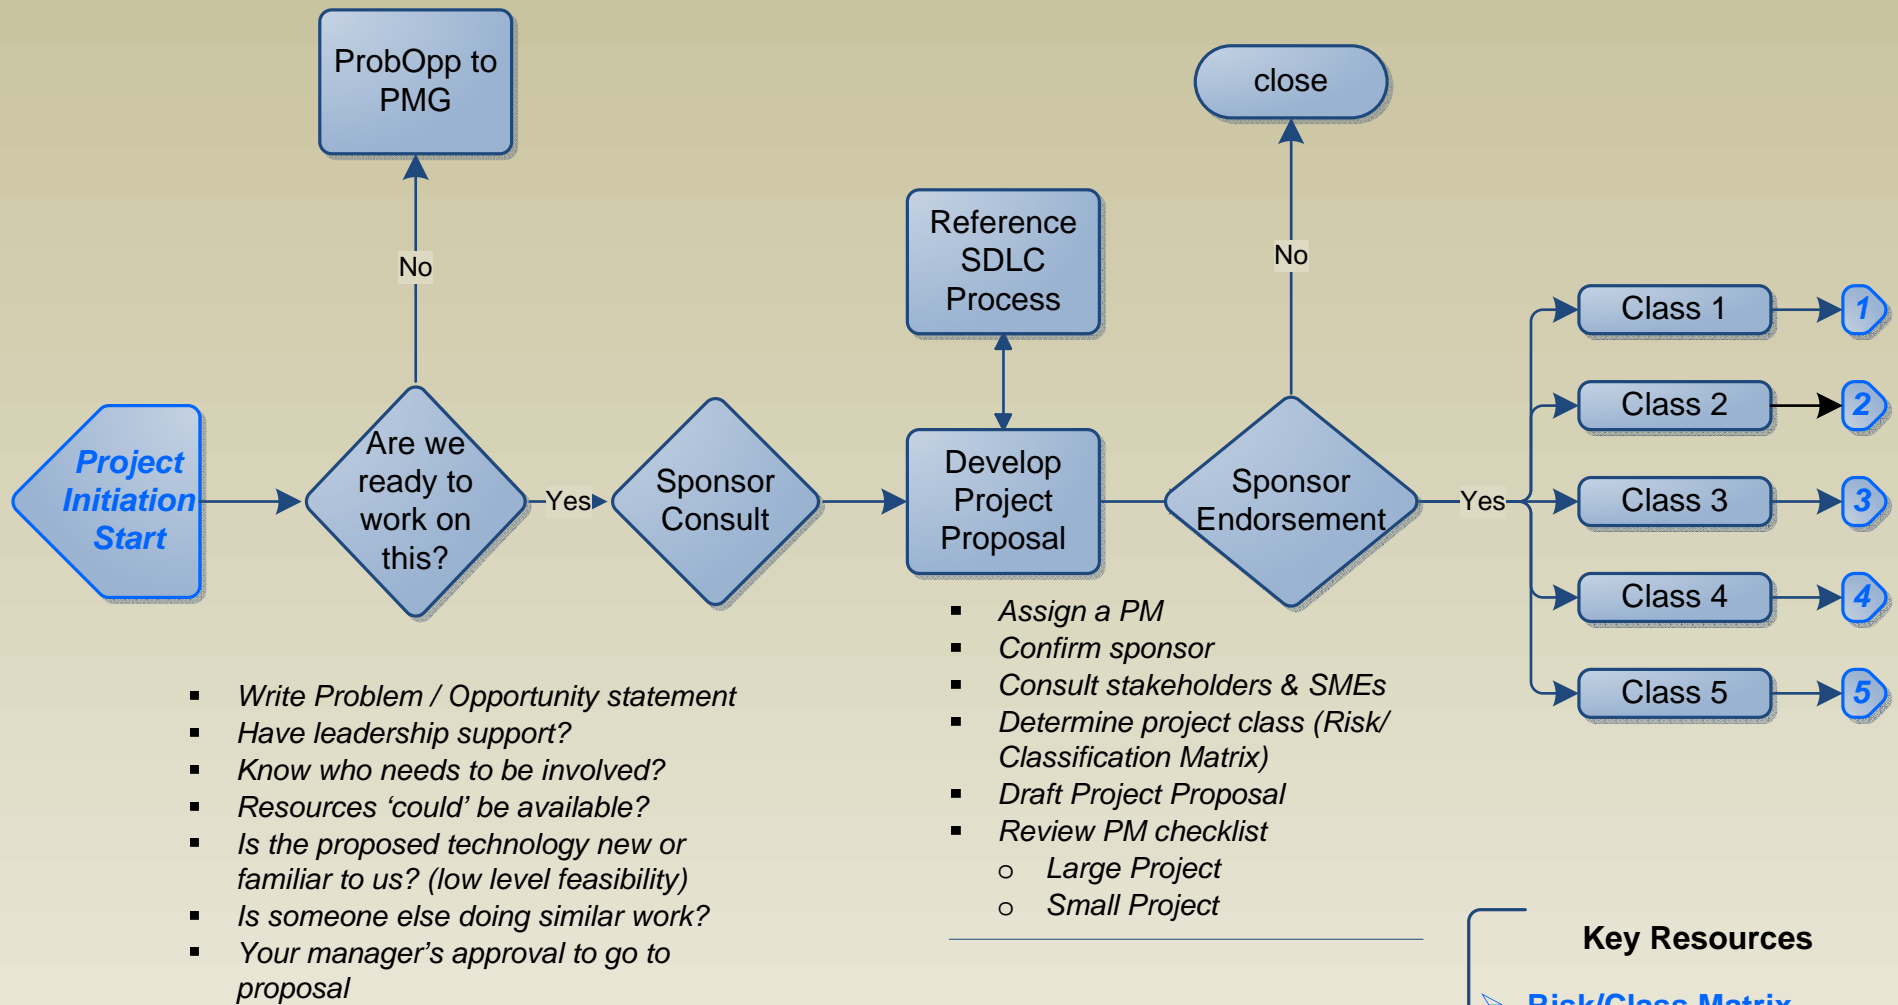 ProbOpp to
PMG
close
No
Reference
SDLC
Process
No
Project
Initiation
Start
Are we
ready to
work on
this?
Yes
Sponsor
Consult
Develop
Project
Proposal
Sponsor
Endorsement
Yes
Class 1
1
Class 2
2
Class 3
3
Class 4
4
Class 5
5
▪ Write Problem / Opportunity statement
▪ Have leadership support?
▪ Know who needs to be involved?
▪ Resources ‘could’ be available?
▪ Is the proposed technology new or
familiar to us? (low level feasibility)
▪ Is someone else doing similar work?
▪ Your manager’s approval to go to
proposal
▪ Assign a PM
▪ Confirm sponsor
▪ Consult stakeholders & SMEs
▪ Determine project class (Risk/
Classification Matrix)
▪ Draft Project Proposal
▪ Review PM checklist
o Large Project
o Small Project
Key Resources
➢ Risk/Class Matrix